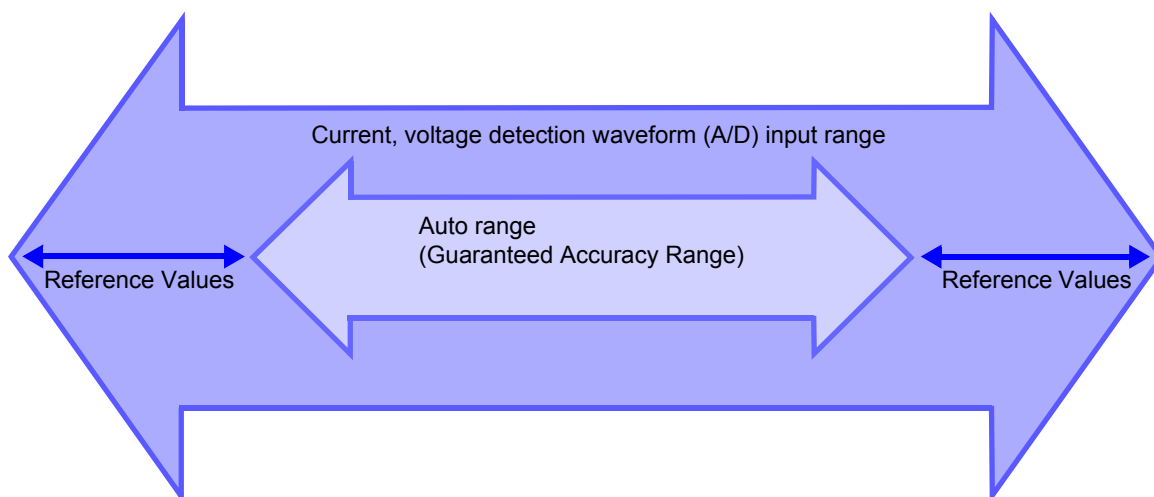 Current, voltage detection waveform (A/D) input range
Auto range
(Guaranteed Accuracy Range)
Reference Values
Reference Values